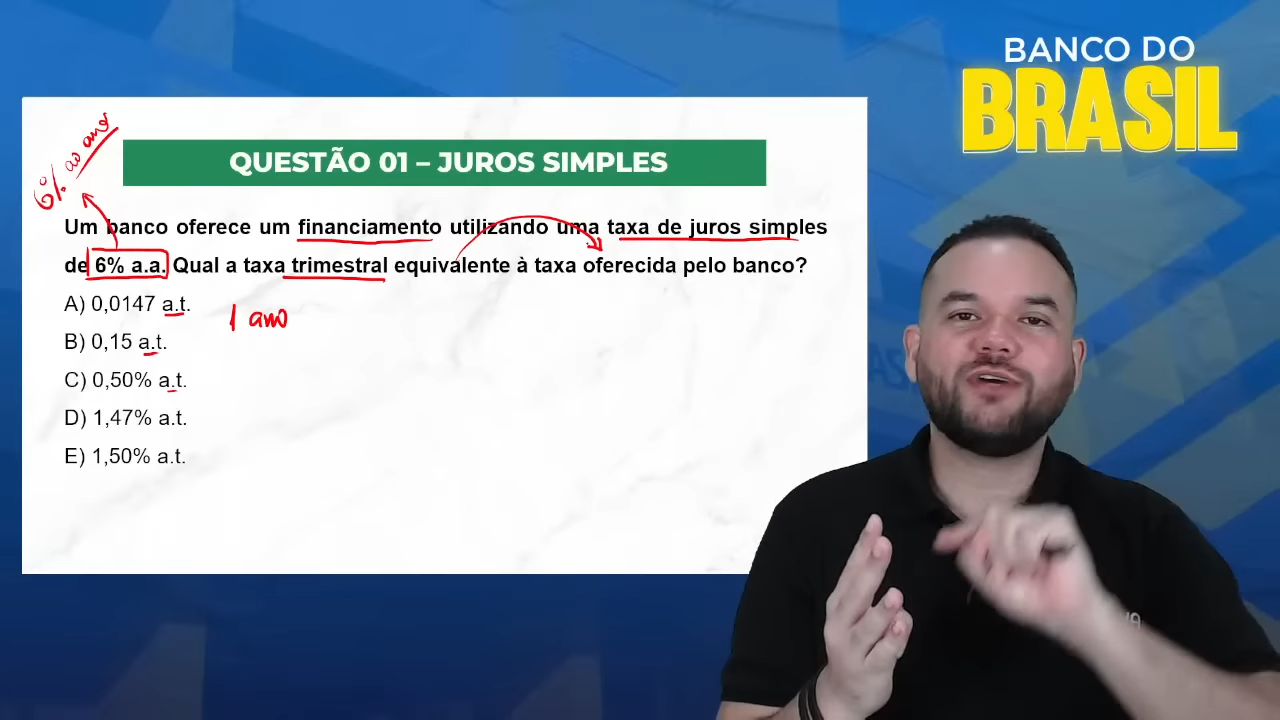 BANCO DO
BRASIL
6% ao ano
QUESTÃO 01 – JUROS SIMPLES
Um banco oferece um financiamento utilizando uma taxa de juros simples
de 6% a.a. Qual a taxa trimestral equivalente à taxa oferecida pelo banco?
A) 0,0147 a.t.
1 ano
B) 0,15 a.t.
C) 0,50% a.t.
D) 1,47% a.t.
E) 1,50% a.t.